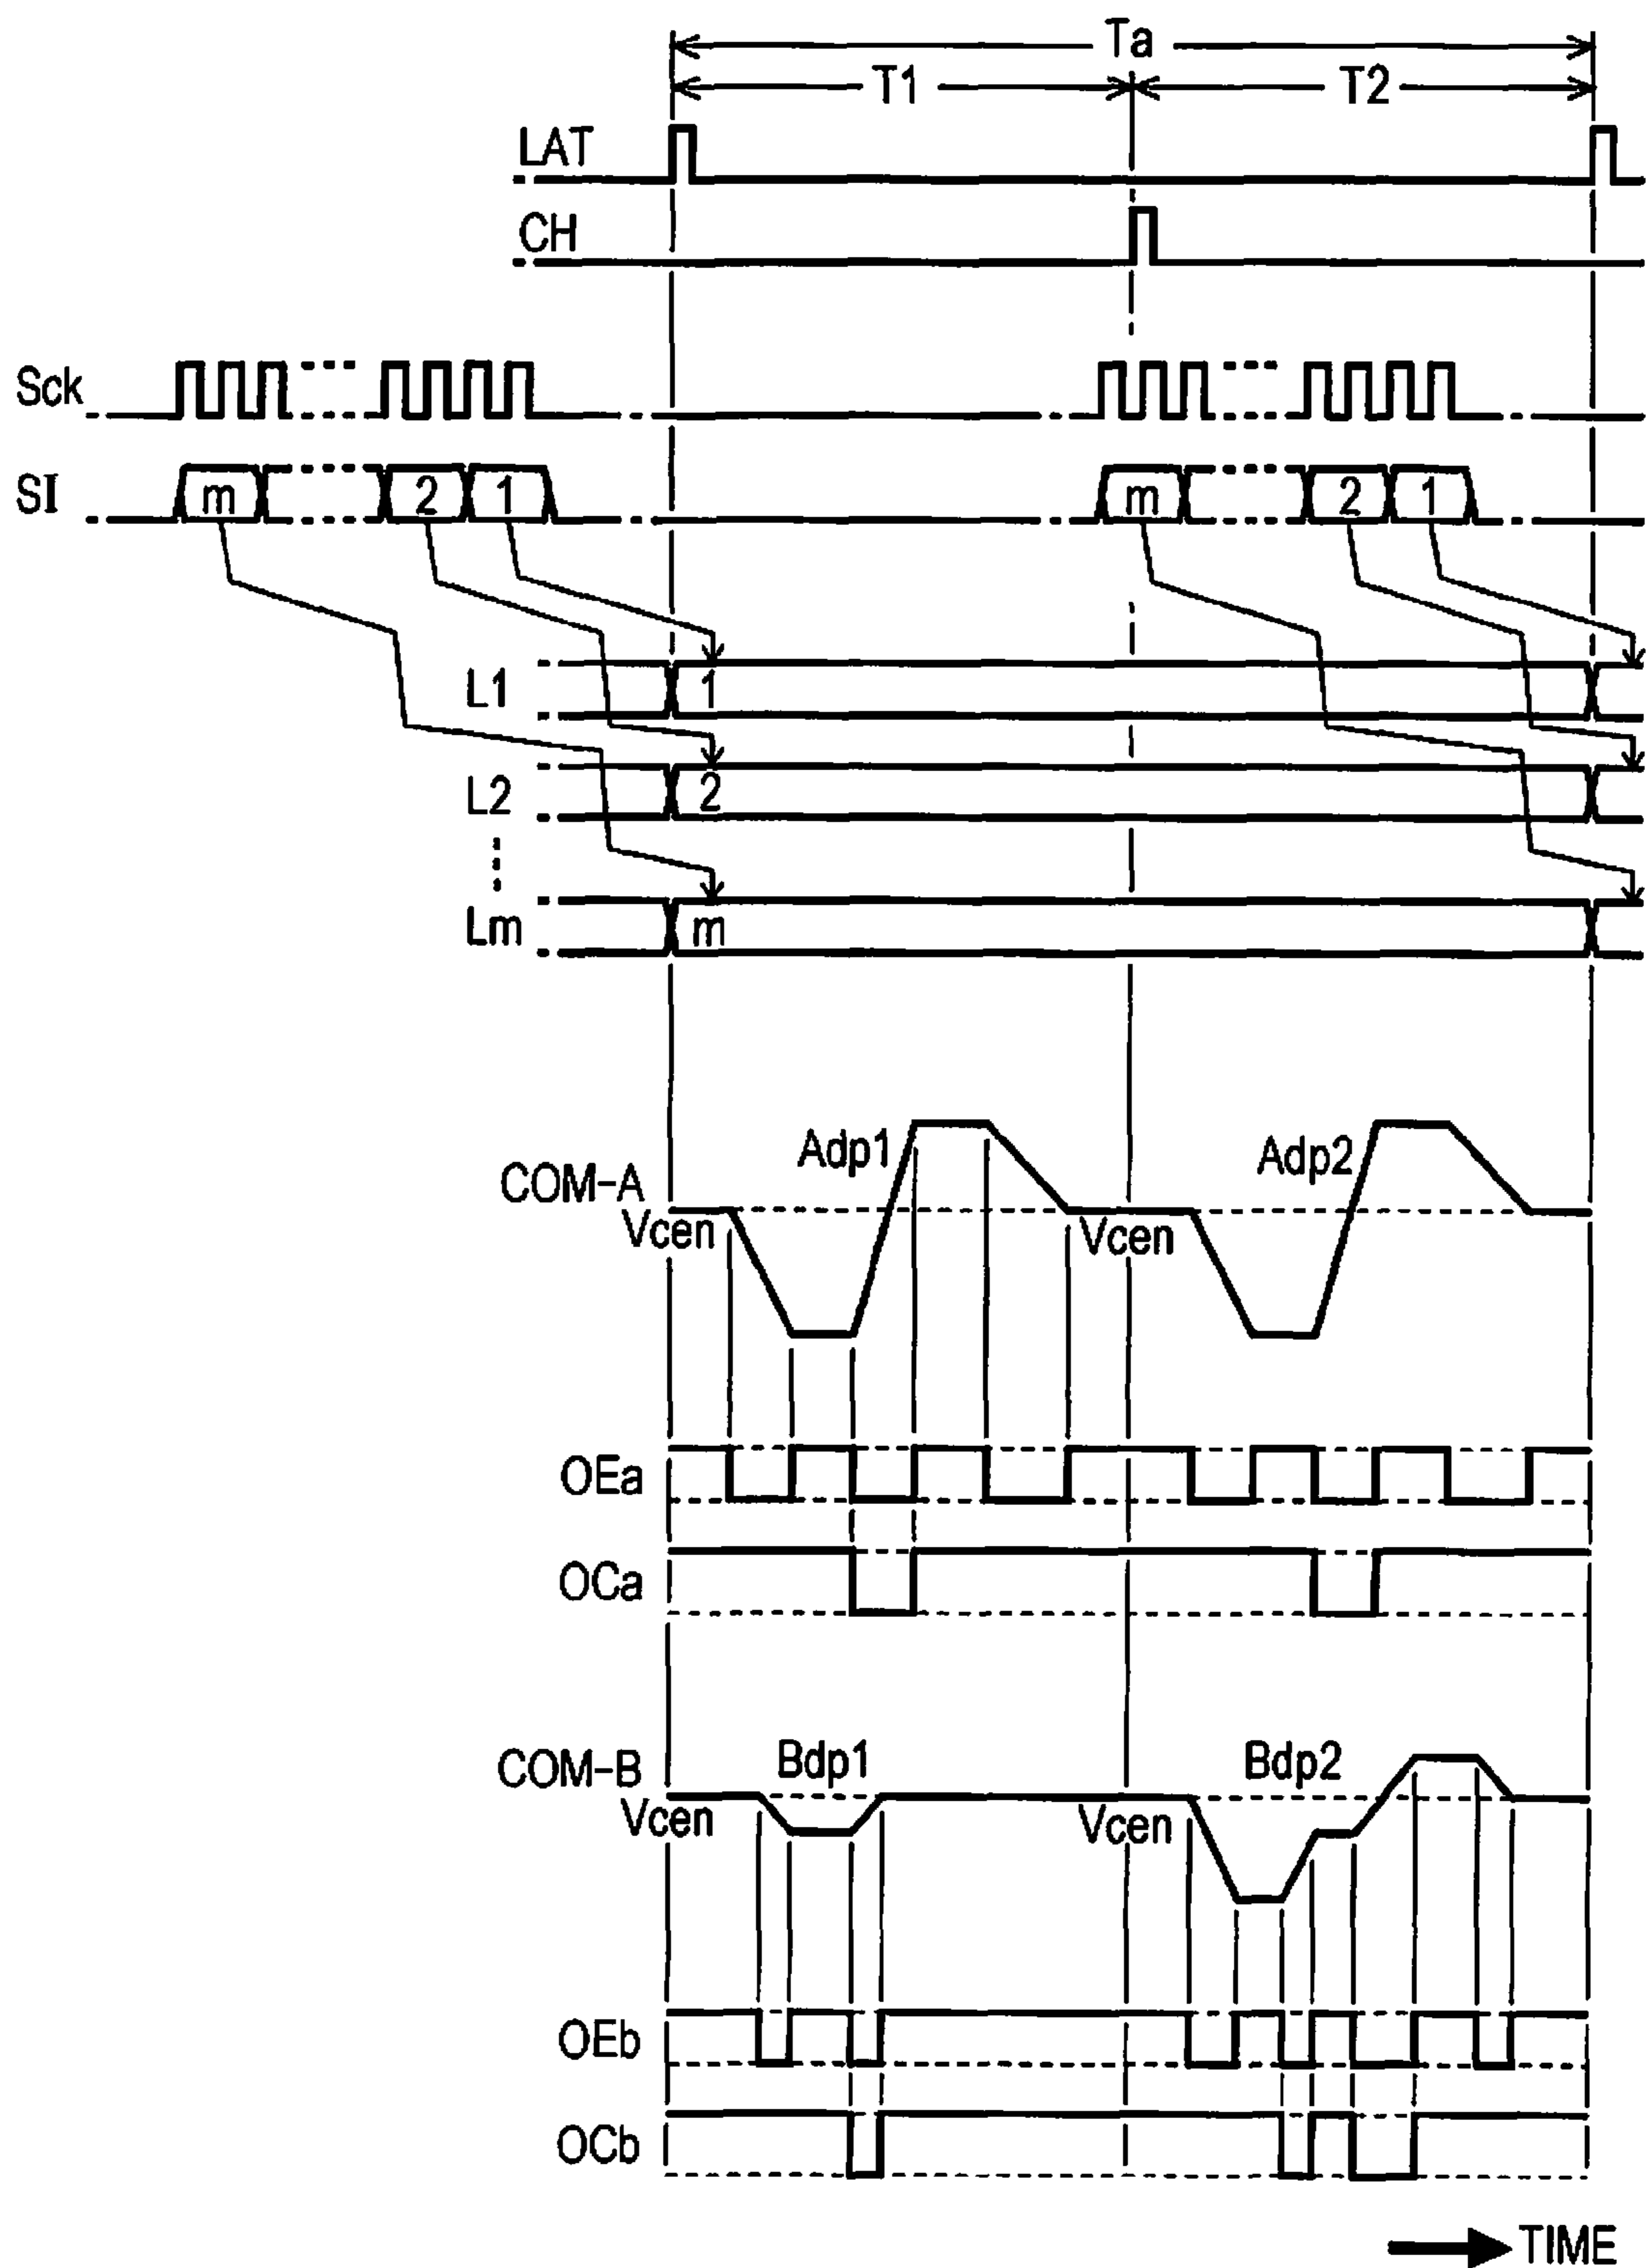 Ta
T1 T2
LAT
CH
Sck
SI m 2 1 m 2 1
L1 1
L2 2
Lm m
Adp1 Adp2
COM-A
Vcen Vcen
OEa
OCa
Bdp1 Bdp2
COM-B
Vcen Vcen
OEb
OCb
TIME